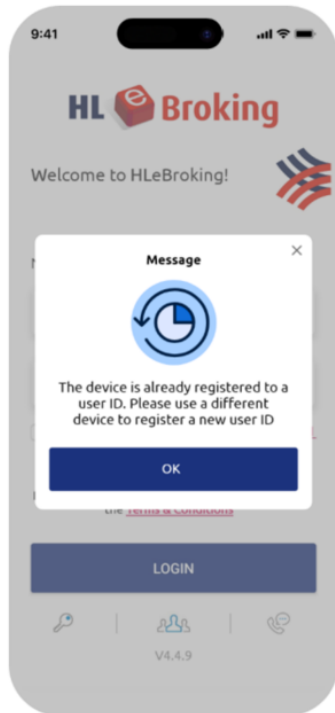 9:41
HL e Broking
Welcome to HLeBroking!
Message
The device is already registered to a
user ID. Please use a different
device to register a new user ID
OK
the Terms & Conditions
LOGIN
V4.4.9